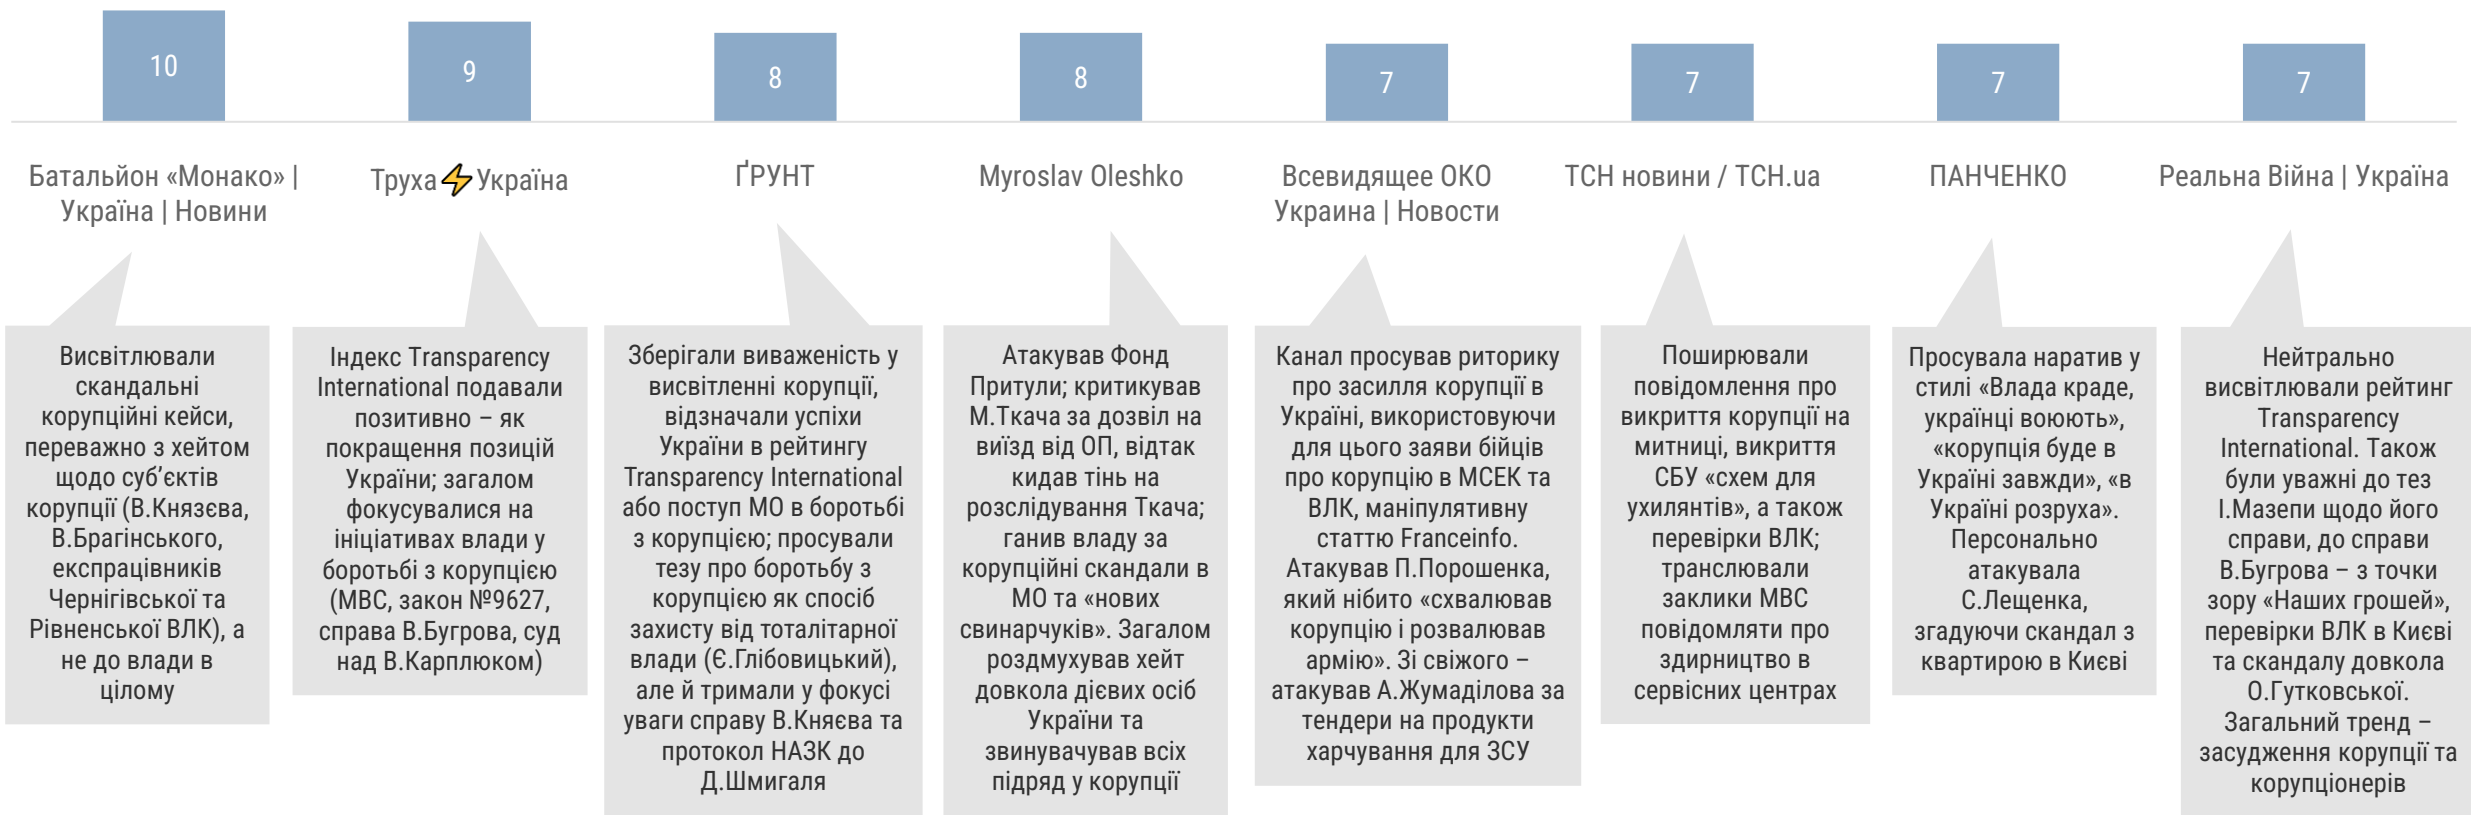 10
9
8
8
7
7
7
7
Батальйон «Монако» |
Україна | Новини
Труха⚡Україна
ҐРУНТ
Myroslav Oleshko
Всевидящее ОКО
Украина | Новости
ТСН новини / ТСН.ua
ПАНЧЕНКО
Реальна Війна | Україна
Висвітлювали
скандальні
корупційні кейси,
переважно з хейтом
щодо суб’єктів
корупції (В.Князєва,
В.Брагінського,
експрацівників
Чернігівської та
Рівненської ВЛК), а
не до влади в
цілому
Індекс Transparency
International подавали
позитивно – як
покращення позицій
України; загалом
фокусувалися на
ініціативах влади у
боротьбі з корупцією
(МВС, закон №9627,
справа В.Бугрова, суд
над В.Карплюком)
Зберігали виваженість у
висвітленні корупції,
відзначали успіхи
України в рейтингу
Transparency International
або поступ МО в боротьбі
з корупцією; просували
тезу про боротьбу з
корупцією як спосіб
захисту від тоталітарної
влади (Є.Глібовицький),
але й тримали у фокусі
уваги справу В.Княєва та
протокол НАЗК до
Д.Шмигаля
Атакував Фонд
Притули; критикував
М.Ткача за дозвіл на
виїзд від ОП, відтак
кидав тінь на
розслідування Ткача;
ганив владу за
корупційні скандали в
МО та «нових
свинарчуків». Загалом
роздмухував хейт
довкола дієвих осіб
України та
звинувачував всіх
підряд у корупції
Канал просував риторику
про засилля корупції в
Україні, використовуючи
для цього заяви бійців
про корупцію в МСЕК та
ВЛК, маніпулятивну
статтю Franceinfo.
Атакував П.Порошенка,
який нібито «схвалював
корупцію і розвалював
армію». Зі свіжого –
атакував А.Жумаділова за
тендери на продукти
харчування для ЗСУ
Поширювали
повідомлення про
викриття корупції на
митниці, викриття
СБУ «схем для
ухилянтів», а також
перевірки ВЛК;
транслювали
заклики МВС
повідомляти про
здирництво в
сервісних центрах
Просувала наратив у
стилі «Влада краде,
українці воюють»,
«корупція буде в
Україні завжди», «в
Україні розруха».
Персонально
атакувала
С.Лещенка,
згадуючи скандал з
квартирою в Києві
Нейтрально
висвітлювали рейтинг
Transparency
International. Також
були уважні до тез
І.Мазепи щодо його
справи, до справи
В.Бугрова – з точки
зору «Наших грошей»,
перевірки ВЛК в Києві
та скандалу довкола
О.Гутковської.
Загальний тренд –
засудження корупції та
корупціонерів